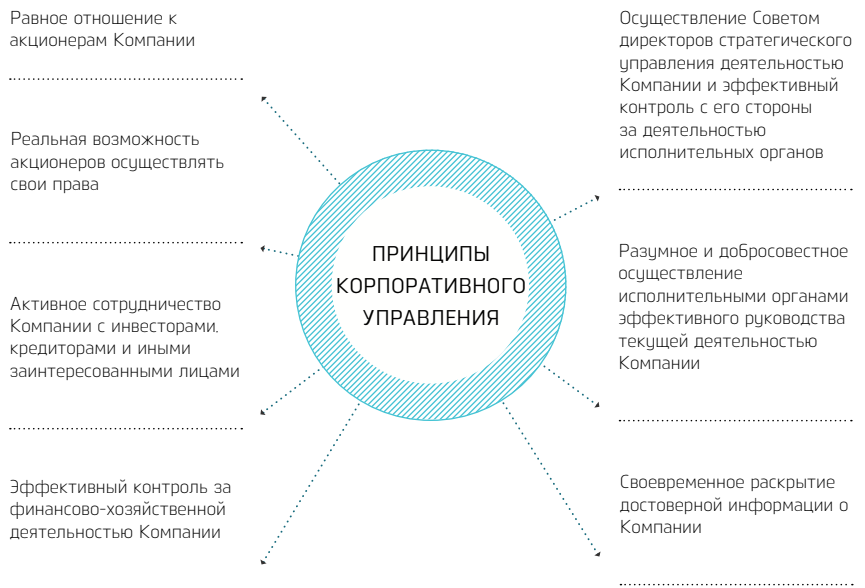 Равное отношение к
акционерам Компании
Реальная возможность
акционеров осуществлять
свои права
Активное сотрудничество
Компании с инвесторами,
кредиторами и иными
заинтересованными лицами
Эффективный контроль за
финансово-хозяйственной
деятельностью Компании
ПРИНЦИПЫ
КОРПОРАТИВНОГО
УПРАВЛЕНИЯ
Осуществление Советом
директоров стратегического
управления деятельностью
Компании и эффективный
контроль с его стороны
за деятельностью
исполнительных органов
Разумное и добросовестное
осуществление
исполнительными органами
эффективного руководства
текущей деятельностью
Компании
Своевременное раскрытие
достоверной информации о
Компании